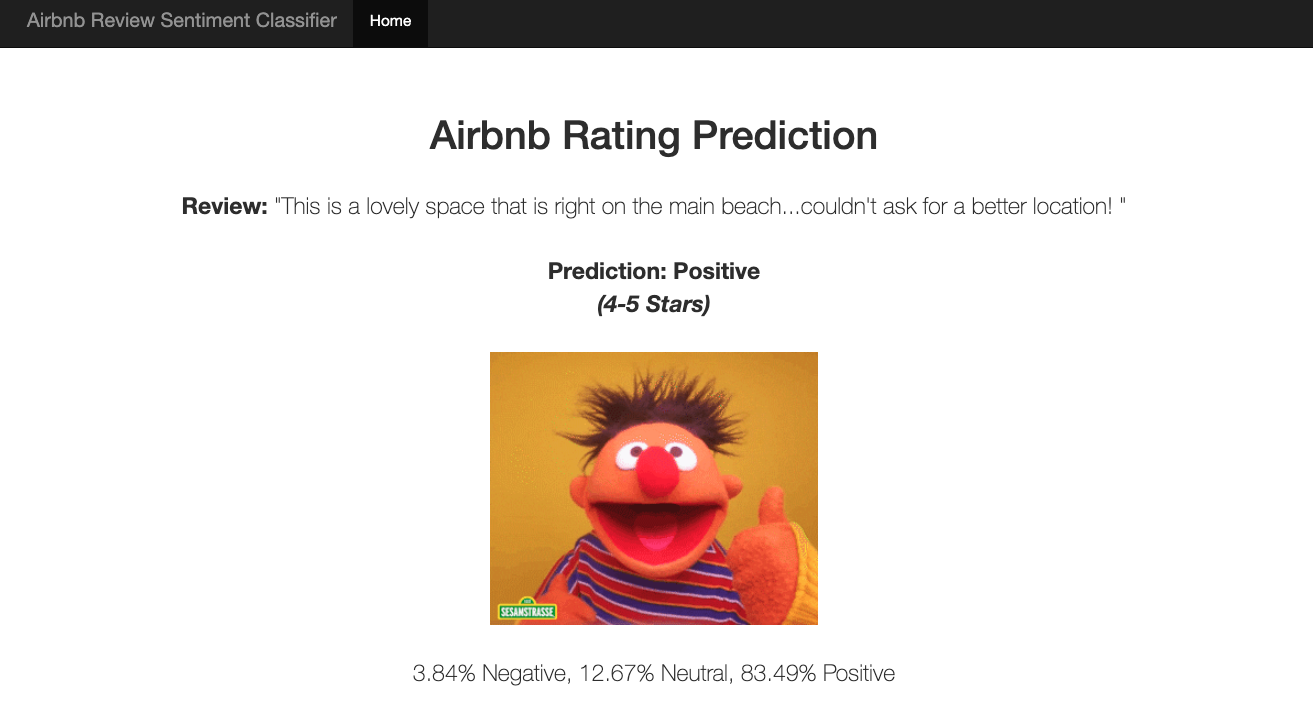 Airbnb Review Sentiment Classifier Home
Airbnb Rating Prediction
Review: "This is a lovely space that is right on the main beach...couldn't ask for a better location! "
Prediction: Positive
(4-5 Stars)
SESAMSTRASSE
3.84% Negative, 12.67% Neutral, 83.49% Positive